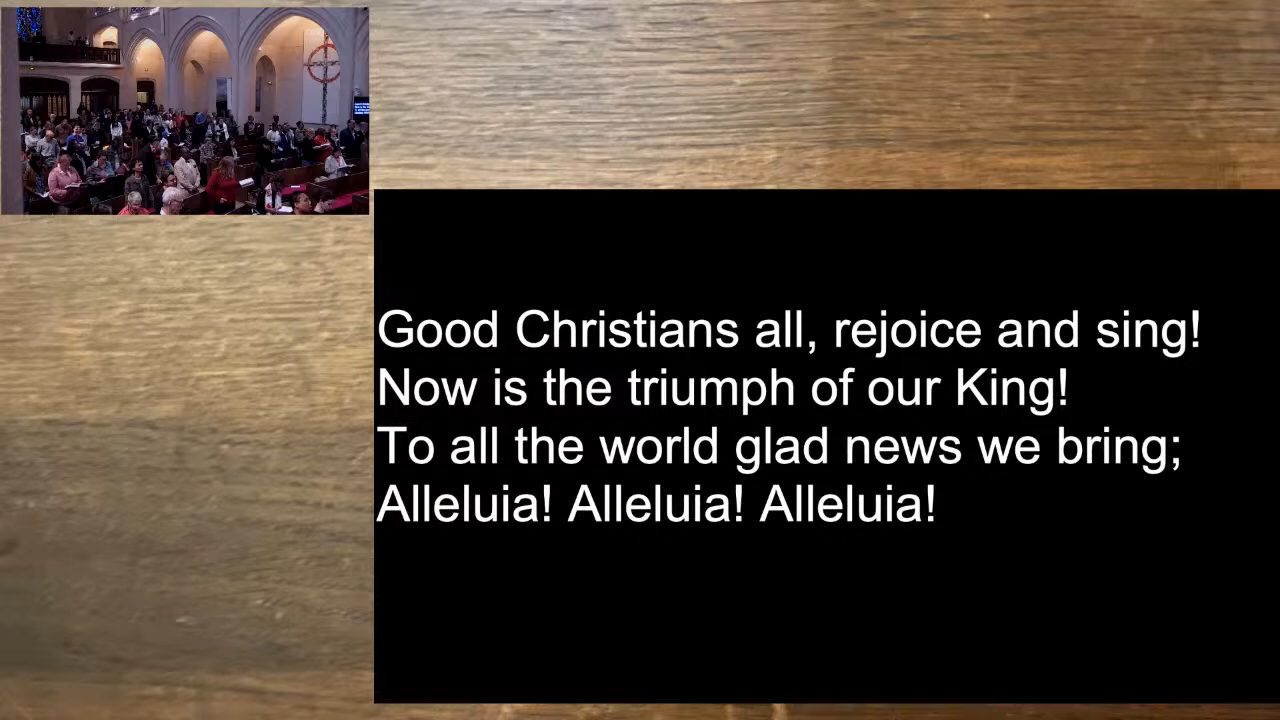 Good Christians all, rejoice and sing!
Now is the triumph of our King!
To all the world glad news we bring;
Alleluia! Alleluia! Alleluia!